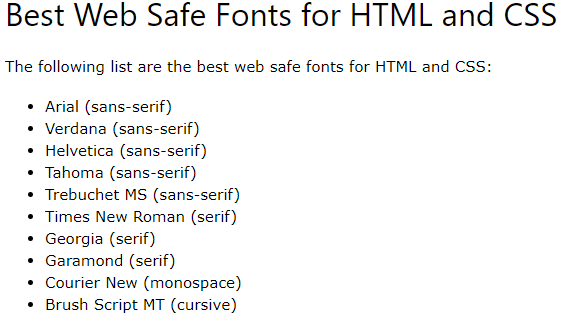 Best Web Safe Fonts for HTML and CSS
The following list are the best web safe fonts for HTML and CSS:
• Arial (sans-serif)
• Verdana (sans-serif)
• Helvetica (sans-serif)
• Tahoma (sans-serif)
• Trebuchet MS (sans-serif)
• Times New Roman (serif)
• Georgia (serif)
• Garamond (serif)
• Courier New (monospace)
• Brush Script MT (cursive)